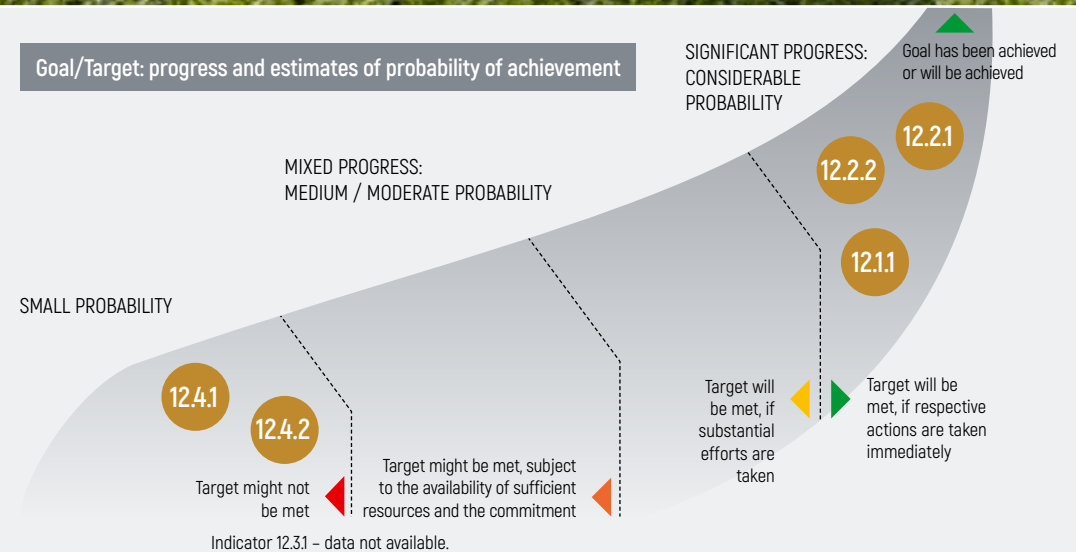 Goal/Target: progress and estimates of probability of achievement
SIGNIFICANT PROGRESS:
CONSIDERABLE
PROBABILITY
Goal has been achieved
or will be achieved
12.2.1
12.2.2
MIXED PROGRESS:
MEDIUM / MODERATE PROBABILITY
12.1.1
SMALL PROBABILITY
12.4.1
12.4.2
Target will
be met, if
substantial
efforts are
taken
Target will be
met, if respective
actions are taken
immediately
Target might be met, subject
to the availability of sufficient
resources and the commitment
Target might not
be met
Indicator 12.3.1 – data not available.